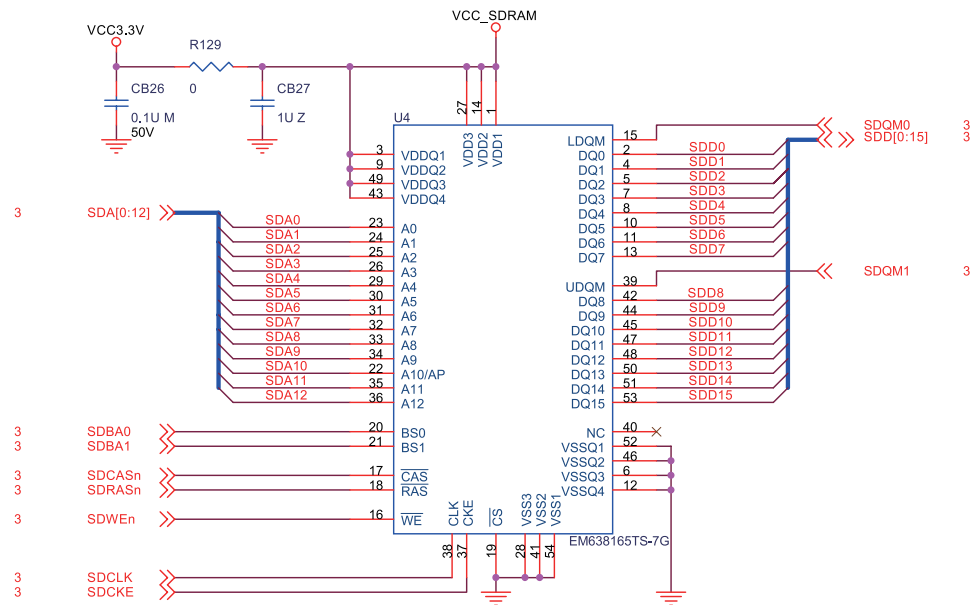 VCC_SDRAM
VCC3.3V
R129
0
CB26
0.1U M
50V
CB27
1U Z
U4
27 14 1
VDD3 VDD2 VDD1
3 VDDQ1
9 VDDQ2
49 VDDQ3
43 VDDQ4
3 SDA[0:12]
SDA0 23 A0
SDA1 24 A1
SDA2 25 A2
SDA3 26 A3
SDA4 29 A4
SDA5 30 A5
SDA6 31 A6
SDA7 32 A7
SDA8 33 A8
SDA9 34 A9
SDA10 22 A10/AP
SDA11 35 A11
SDA12 36 A12
3 SDBA0 20 BS0
3 SDBA1 21 BS1
3 SDCASn 17 CAS
3 SDRASn 18 RAS
3 SDWEn 16 WE
3 SDCLK
3 SDCKE
CLK CKE CS VSS3 VSS2 VSS1
38 37 19 28 41 54
LDQM 15 SDQM0 3
SDD[0:15] 3
DQ0 2 SDD0
DQ1 4 SDD1
DQ2 5 SDD2
DQ3 7 SDD3
DQ4 8 SDD4
DQ5 10 SDD5
DQ6 11 SDD6
DQ7 13 SDD7
UDQM 39 SDQM1 3
DQ8 42 SDD8
DQ9 44 SDD9
DQ10 45 SDD10
DQ11 47 SDD11
DQ12 48 SDD12
DQ13 50 SDD13
DQ14 51 SDD14
DQ15 53 SDD15
NC 40
VSSQ1 52
VSSQ2 46
VSSQ3 6
VSSQ4 12
EM638165TS-7G